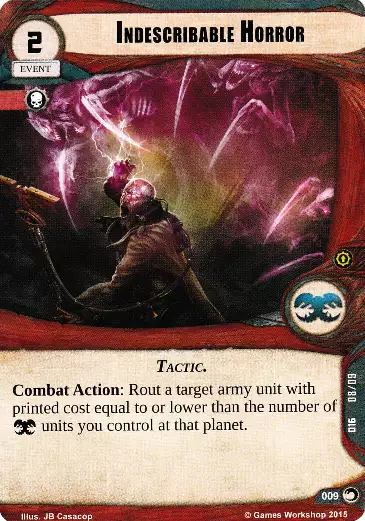 2
INDESCRIBABLE HORROR
EVENT
TACTIC.
Combat Action: Rout a target army unit with
printed cost equal to or lower than the number of
units you control at that planet.
016 08/09
009
Illus. JB Casacop
© Games Workshop 2015